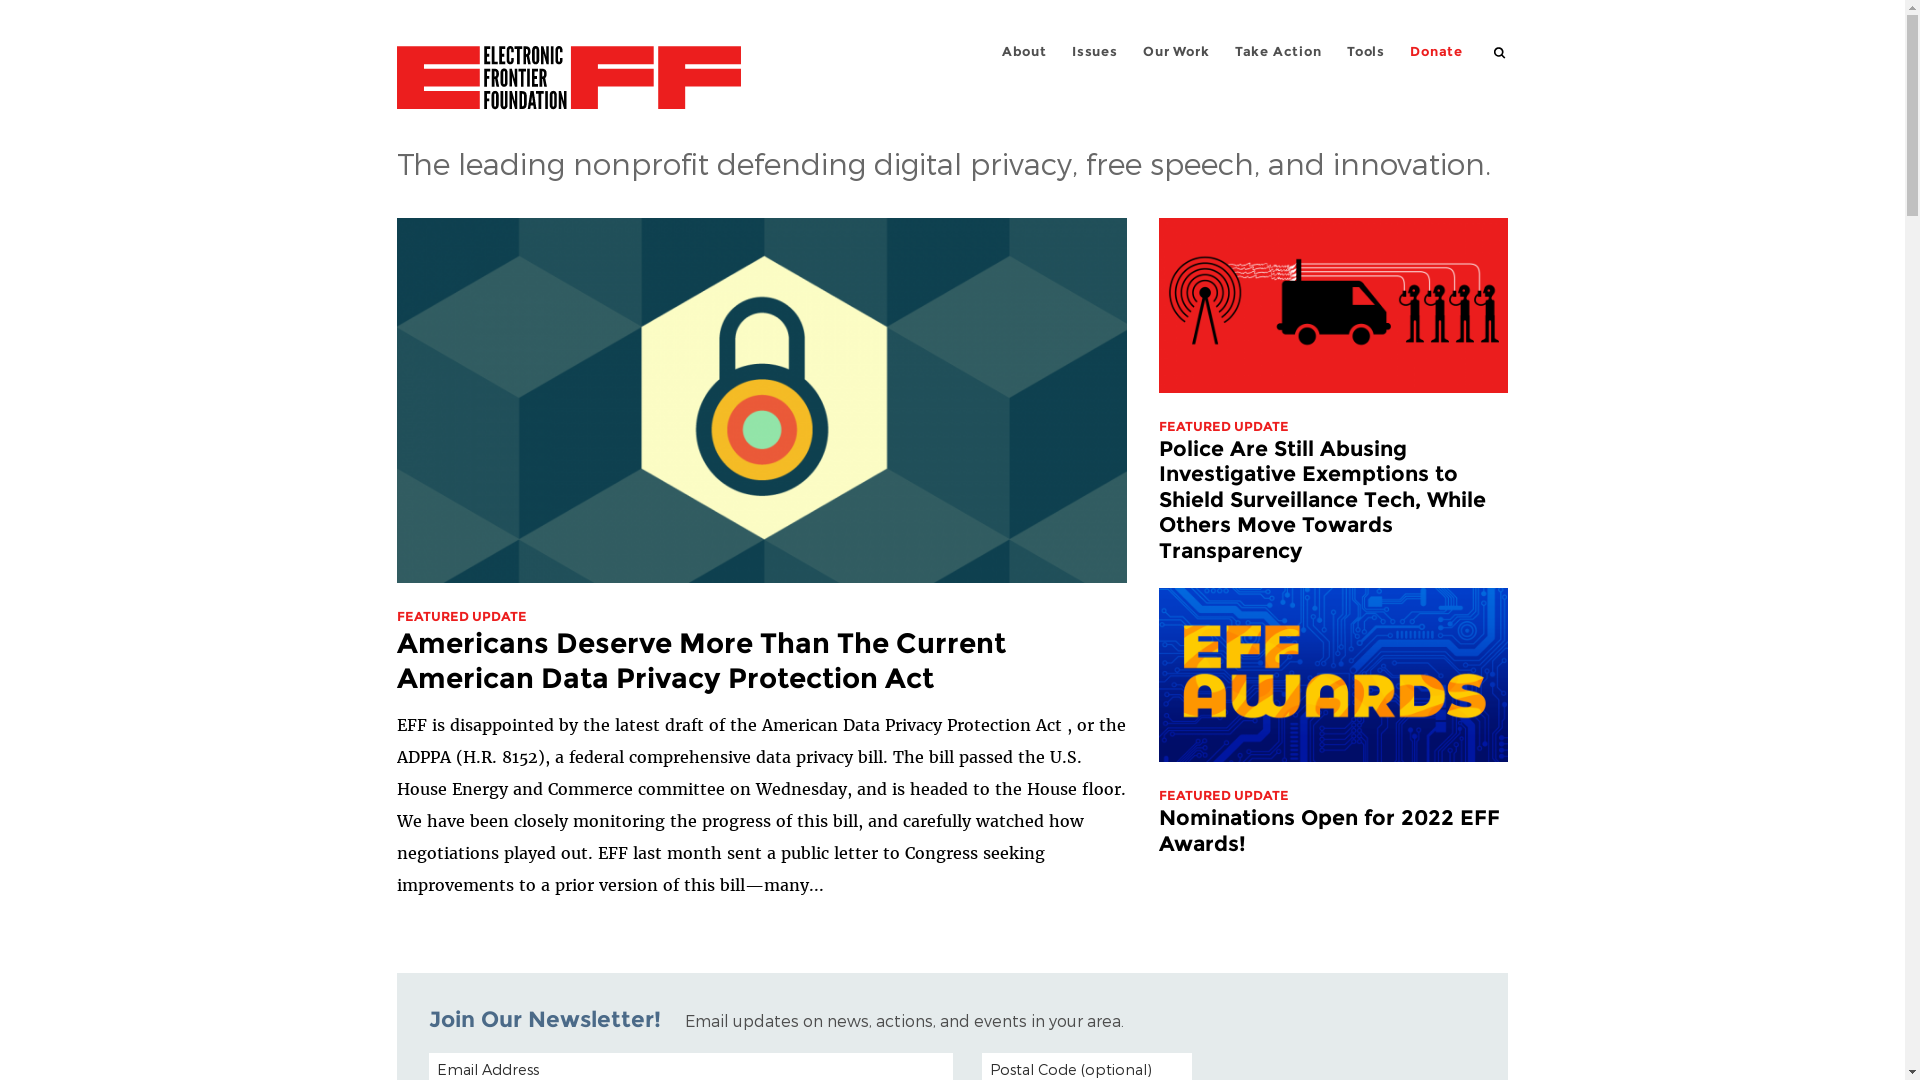 ELECTRONIC
FRONTIER
FOUNDATION
EFF
About Issues Our Work Take Action Tools Donate
The leading nonprofit defending digital privacy, free speech, and innovation.
FEATURED UPDATE
Americans Deserve More Than The Current
American Data Privacy Protection Act
EFF is disappointed by the latest draft of the American Data Privacy Protection Act , or the
ADPPA (H.R. 8152), a federal comprehensive data privacy bill. The bill passed the U.S.
House Energy and Commerce committee on Wednesday, and is headed to the House floor.
We have been closely monitoring the progress of this bill, and carefully watched how
negotiations played out. EFF last month sent a public letter to Congress seeking
improvements to a prior version of this bill—many...
FEATURED UPDATE
Police Are Still Abusing
Investigative Exemptions to
Shield Surveillance Tech, While
Others Move Towards
Transparency
EFF
AWARDS
FEATURED UPDATE
Nominations Open for 2022 EFF
Awards!
Join Our Newsletter! Email updates on news, actions, and events in your area.
Email Address
Postal Code (optional)